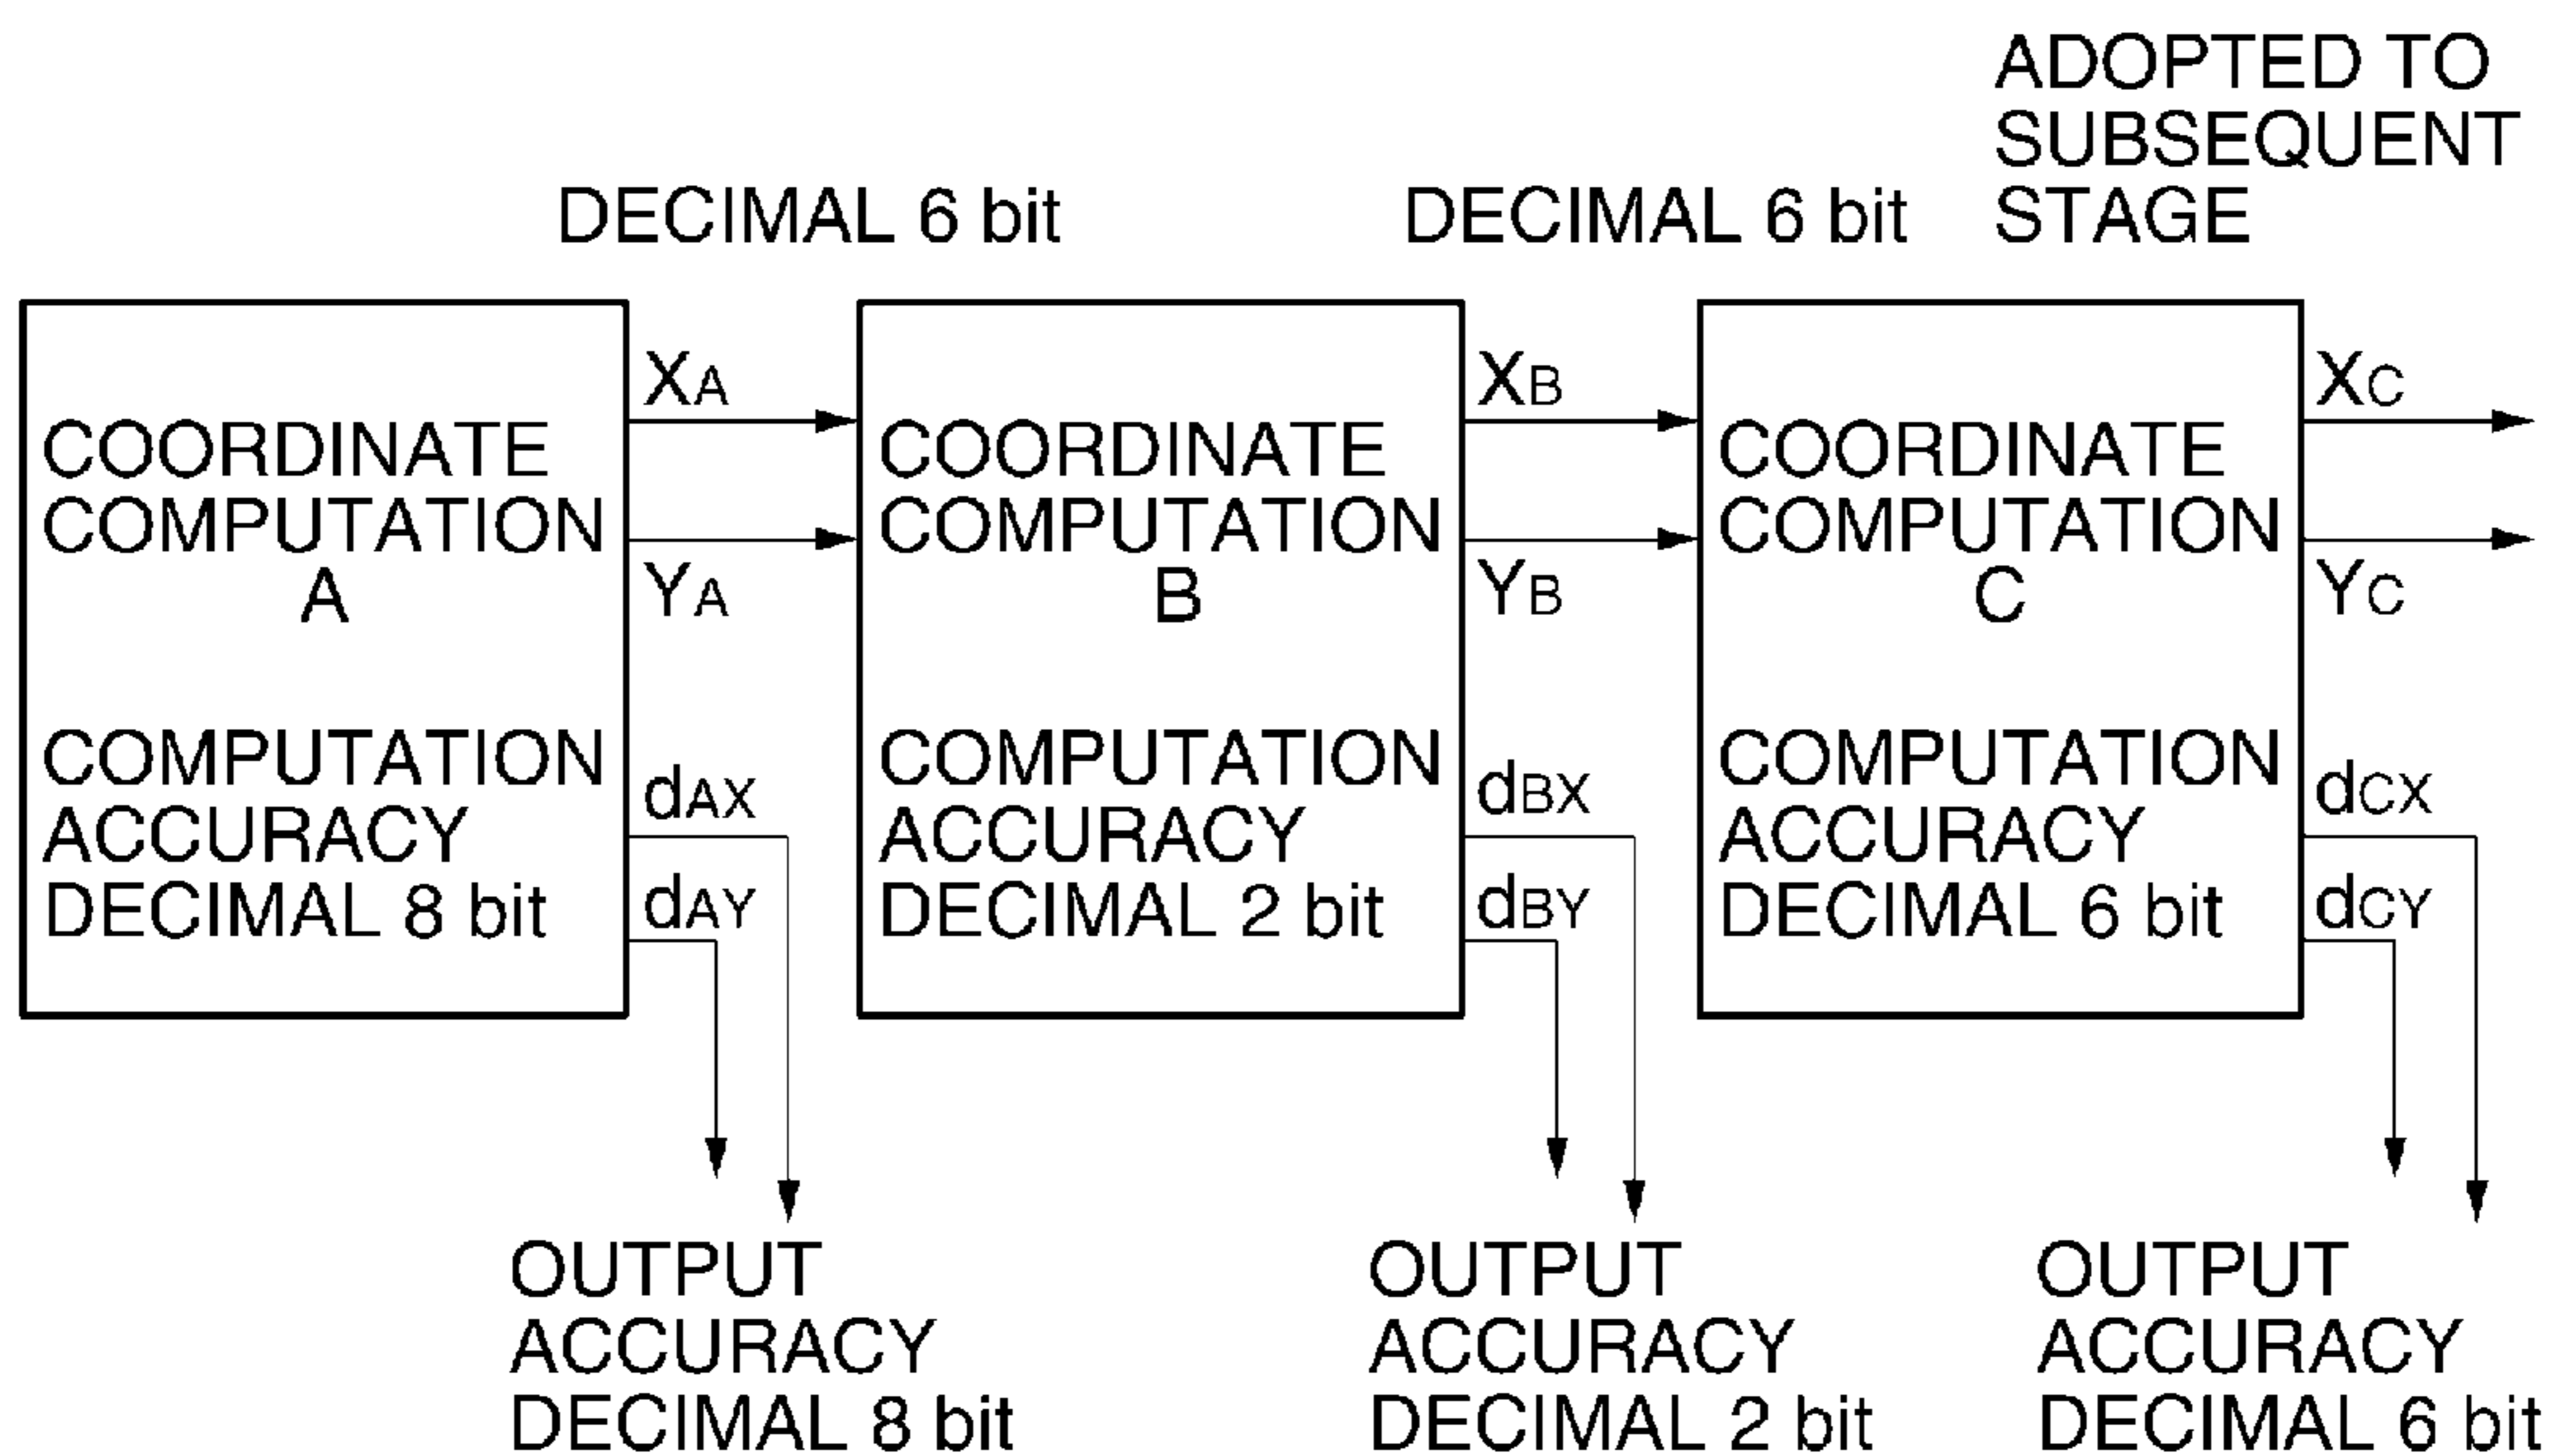 DECIMAL 6 bit
DECIMAL 6 bit
ADOPTED TO
SUBSEQUENT
STAGE
COORDINATE
COMPUTATION
A
COMPUTATION
ACCURACY
DECIMAL 8 bit
XA
YA
dAX
dAY
OUTPUT
ACCURACY
DECIMAL 8 bit
COORDINATE
COMPUTATION
B
COMPUTATION
ACCURACY
DECIMAL 2 bit
XB
YB
dBX
dBY
OUTPUT
ACCURACY
DECIMAL 2 bit
COORDINATE
COMPUTATION
C
COMPUTATION
ACCURACY
DECIMAL 6 bit
XC
YC
dCX
dCY
OUTPUT
ACCURACY
DECIMAL 6 bit